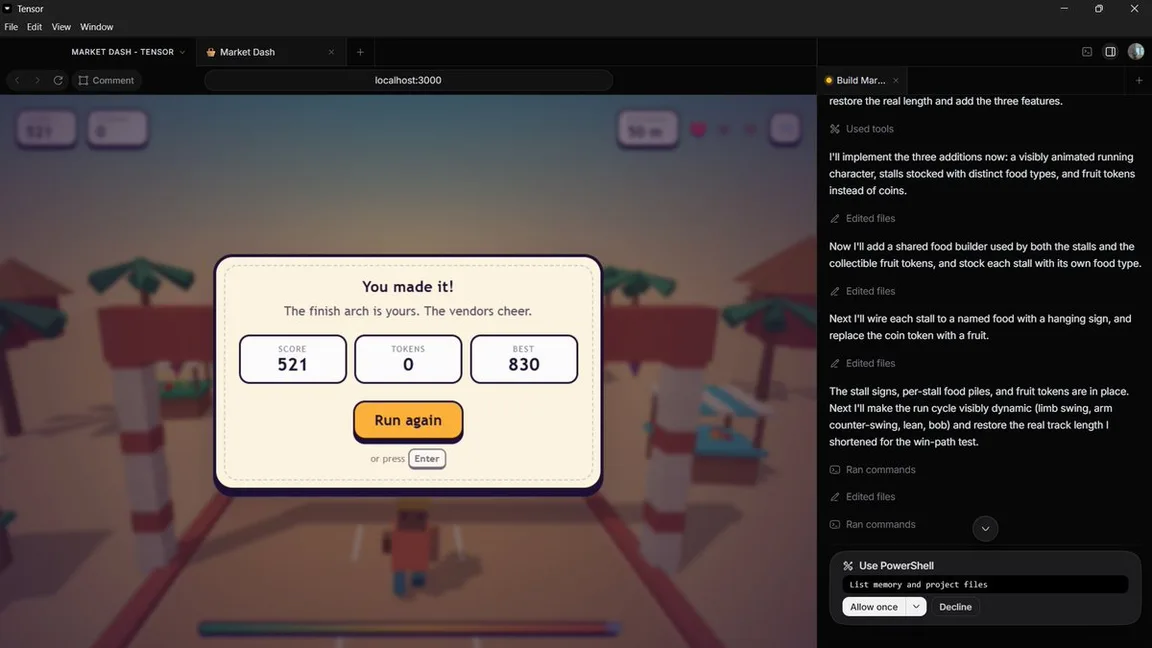 Tensor
File Edit View Window
MARKET DASH - TENSOR
Market Dash
Comment
localhost:3000
521
0
50 m
You made it!
The finish arch is yours. The vendors cheer.
SCORE
521
TOKENS
0
BEST
830
Run again
or press Enter
Build Mar...
restore the real length and add the three features.
Used tools
I'll implement the three additions now: a visibly animated running
character, stalls stocked with distinct food types, and fruit tokens
instead of coins.
Edited files
Now I'll add a shared food builder used by both the stalls and the
collectible fruit tokens, and stock each stall with its own food type.
Edited files
Next I'll wire each stall to a named food with a hanging sign, and
replace the coin token with a fruit.
Edited files
The stall signs, per-stall food piles, and fruit tokens are in place.
Next I'll make the run cycle visibly dynamic (limb swing, arm
counter-swing, lean, bob) and restore the real track length I
shortened for the win-path test.
Ran commands
Edited files
Ran commands
Use PowerShell
List memory and project files
Allow once
Decline